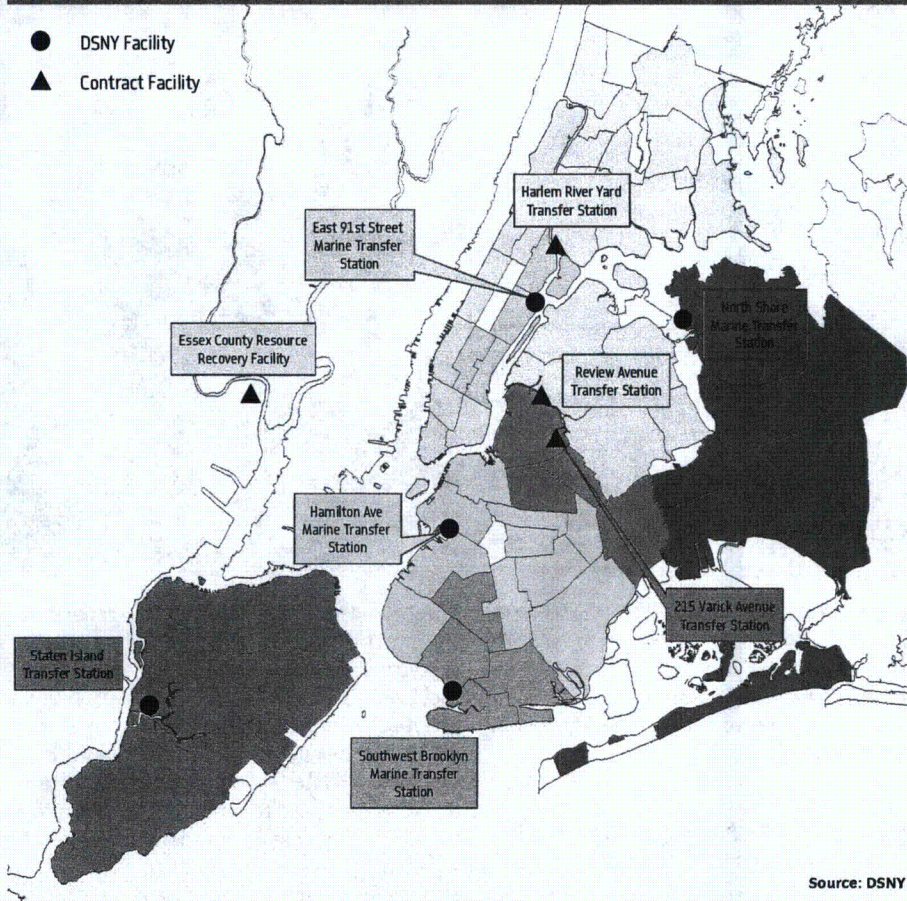 DSNY Facility
Contract Facility
Harlem River Yard
Transfer Station
East 91st Street
Marine Transfer
Station
North Shore
Marine Transfer
Station
Essex County Resource
Recovery Facility
Review Avenue
Transfer Station
Hamilton Ave
Marine Transfer
Station
215 Varick Avenue
Transfer Station
Staten Island
Transfer Station
Southwest Brooklyn
Marine Transfer
Station
Source: DSNY